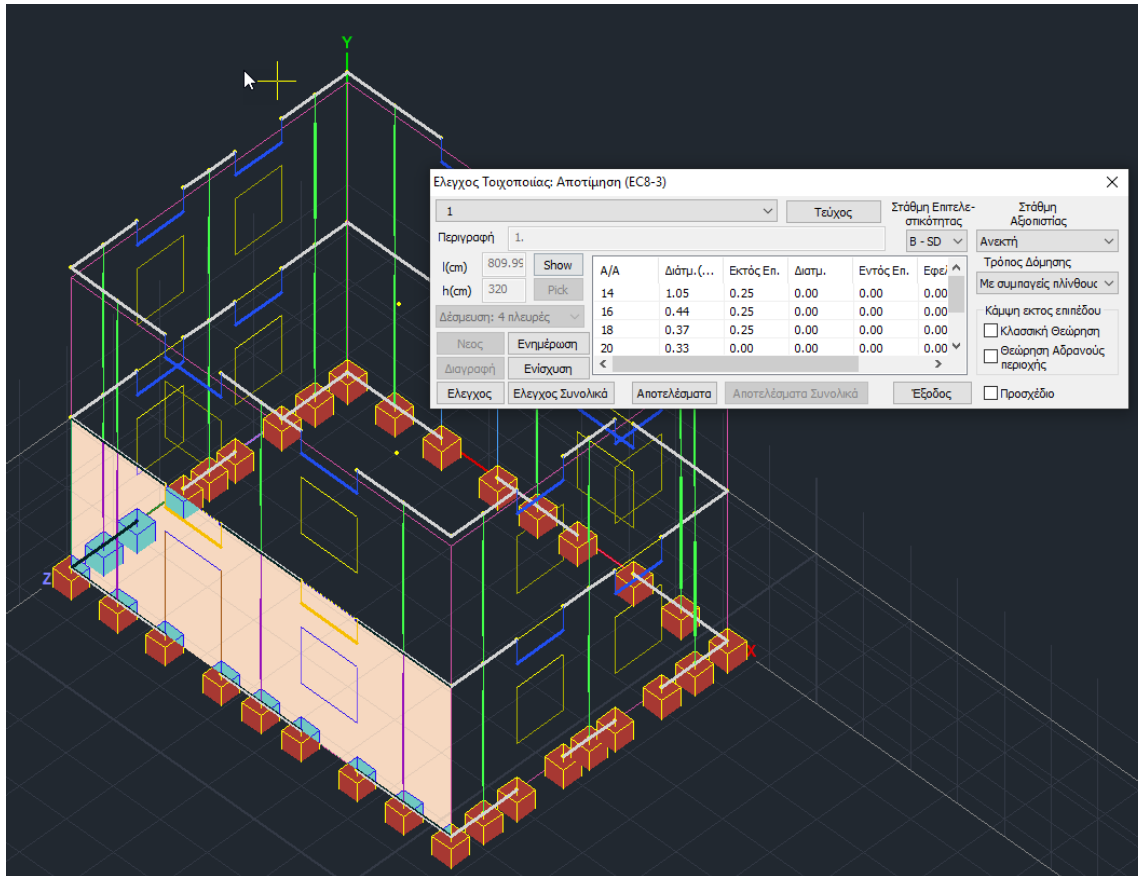 Y
Ελεγχος Τοιχοποιίας: Αποτίμηση (EC8-3)
1
Τεύχος
Στάθμη Επιτελε-
στικότητας
Στάθμη
Αξιοπιστίας
Περιγραφή 1.
B - SD
Ανεκτή
l(cm) 809.99 Show
h(cm) 320 Pick
Δέσμευση: 4 πλευρές
Νεος Ενημέρωση
Διαγραφή Ενίσχυση
Α/Α Διάτμ.(... Εκτός Επ. Διατμ. Εντός Επ. Εφελ
14 1.05 0.25 0.00 0.00 0.00
16 0.44 0.25 0.00 0.00 0.00
18 0.37 0.25 0.00 0.00 0.00
20 0.33 0.00 0.00 0.00 0.00
Τρόπος Δόμησης
Με συμπαγείς πλίνθους
Κάμψη εκτος επιπέδου
Κλασσική Θεώρηση
Θεώρηση Αδρανούς
περιοχής
Ελεγχος Ελεγχος Συνολικά Αποτελέσματα Αποτελέσματα Συνολικά Έξοδος Προσχέδιο
Z
X